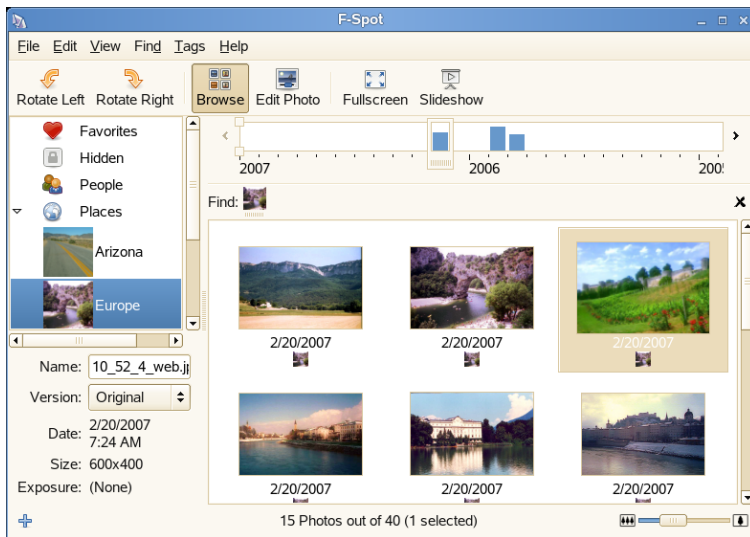 F-Spot
File Edit View Find Tags Help
Rotate Left Rotate Right Browse Edit Photo Fullscreen Slideshow
Favorites
Hidden
People
Places
Arizona
Europe
2007 2006 200
Find:
2/20/2007 2/20/2007 2/20/2007
2/20/2007 2/20/2007 2/20/2007
Name: 10_52_4_web.j
Version: Original
Date: 2/20/2007
7:24 AM
Size: 600x400
Exposure: (None)
15 Photos out of 40 (1 selected)